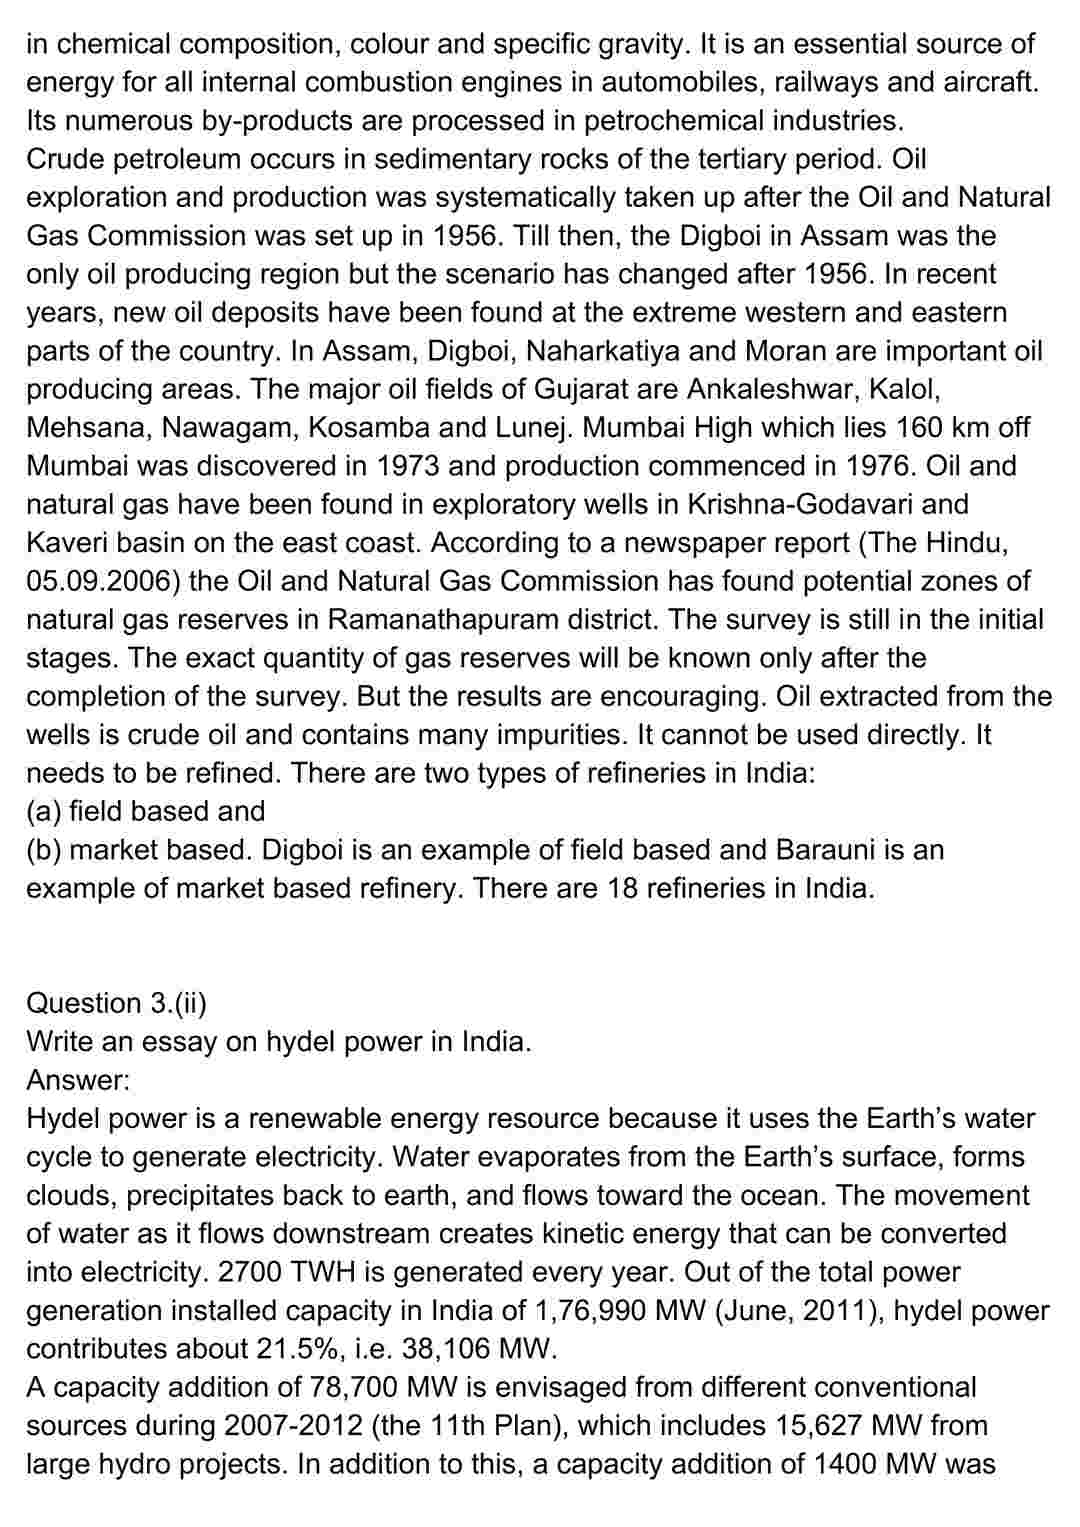 in chemical composition, colour and specific gravity. It is an essential source of
energy for all internal combustion engines in automobiles, railways and aircraft.
Its numerous by-products are processed in petrochemical industries.
Crude petroleum occurs in sedimentary rocks of the tertiary period. Oil
exploration and production was systematically taken up after the Oil and Natural
Gas Commission was set up in 1956. Till then, the Digboi in Assam was the
only oil producing region but the scenario has changed after 1956. In recent
years, new oil deposits have been found at the extreme western and eastern
parts of the country. In Assam, Digboi, Naharkatiya and Moran are important oil
producing areas. The major oil fields of Gujarat are Ankaleshwar, Kalol,
Mehsana, Nawagam, Kosamba and Lunej. Mumbai High which lies 160 km off
Mumbai was discovered in 1973 and production commenced in 1976. Oil and
natural gas have been found in exploratory wells in Krishna-Godavari and
Kaveri basin on the east coast. According to a newspaper report (The Hindu,
05.09.2006) the Oil and Natural Gas Commission has found potential zones of
natural gas reserves in Ramanathapuram district. The survey is still in the initial
stages. The exact quantity of gas reserves will be known only after the
completion of the survey. But the results are encouraging. Oil extracted from the
wells is crude oil and contains many impurities. It cannot be used directly. It
needs to be refined. There are two types of refineries in India:
(a) field based and
(b) market based. Digboi is an example of field based and Barauni is an
example of market based refinery. There are 18 refineries in India.
Question 3.(ii)
Write an essay on hydel power in India.
Answer:
Hydel power is a renewable energy resource because it uses the Earth’s water
cycle to generate electricity. Water evaporates from the Earth’s surface, forms
clouds, precipitates back to earth, and flows toward the ocean. The movement
of water as it flows downstream creates kinetic energy that can be converted
into electricity. 2700 TWH is generated every year. Out of the total power
generation installed capacity in India of 1,76,990 MW (June, 2011), hydel power
contributes about 21.5%, i.e. 38,106 MW.
A capacity addition of 78,700 MW is envisaged from different conventional
sources during 2007-2012 (the 11th Plan), which includes 15,627 MW from
large hydro projects. In addition to this, a capacity addition of 1400 MW was